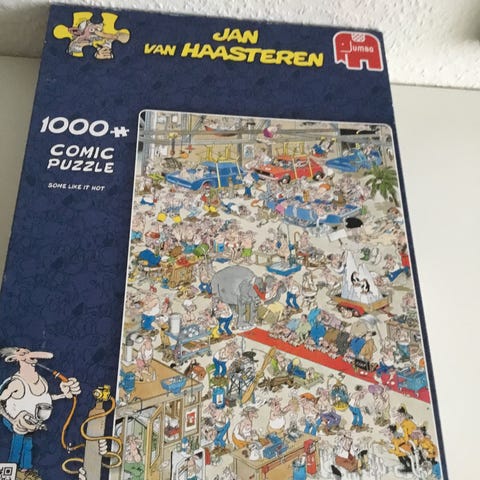 JAN
VAN HAASTEREN
Jumbo
1000
COMIC
PUZZLE
SOME LIKE IT HOT